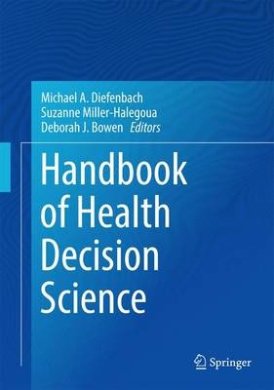 Michael A. Diefenbach
Suzanne Miller-Halegoua
Deborah J. Bowen Editors
Handbook
of Health
Decision
Science
Springer